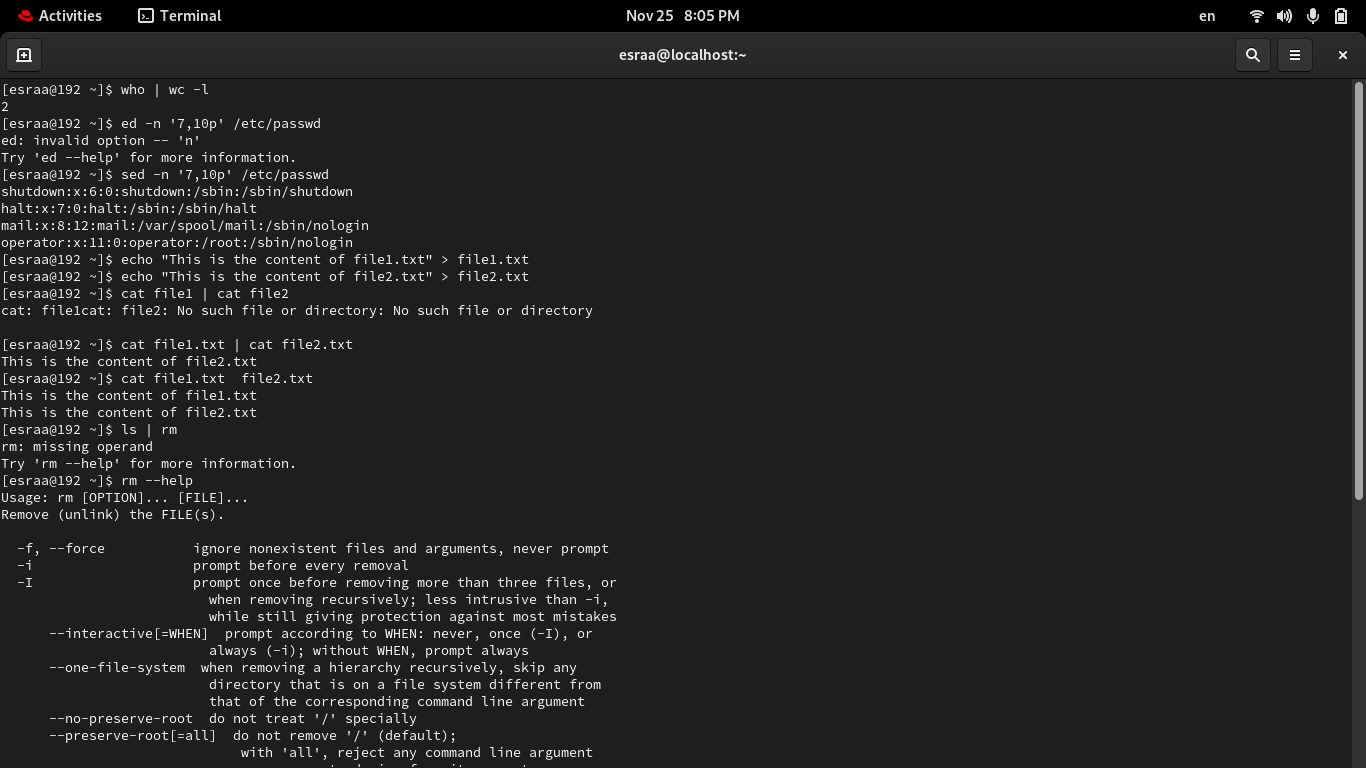 Activities Terminal Nov 25 8:05 PM en
esraa@localhost:~
[esraa@192 ~]$ who | wc -l
2
[esraa@192 ~]$ ed -n '7,10p' /etc/passwd
ed: invalid option -- 'n'
Try 'ed --help' for more information.
[esraa@192 ~]$ sed -n '7,10p' /etc/passwd
shutdown:x:6:0:shutdown:/sbin:/sbin/shutdown
halt:x:7:0:halt:/sbin:/sbin/halt
mail:x:8:12:mail:/var/spool/mail:/sbin/nologin
operator:x:11:0:operator:/root:/sbin/nologin
[esraa@192 ~]$ echo "This is the content of file1.txt" > file1.txt
[esraa@192 ~]$ echo "This is the content of file2.txt" > file2.txt
[esraa@192 ~]$ cat file1 | cat file2
cat: file1cat: file2: No such file or directory: No such file or directory
[esraa@192 ~]$ cat file1.txt | cat file2.txt
This is the content of file2.txt
[esraa@192 ~]$ cat file1.txt  file2.txt
This is the content of file1.txt
This is the content of file2.txt
[esraa@192 ~]$ ls | rm
rm: missing operand
Try 'rm --help' for more information.
[esraa@192 ~]$ rm --help
Usage: rm [OPTION]... [FILE]...
Remove (unlink) the FILE(s).
-f, --force ignore nonexistent files and arguments, never prompt
-i prompt before every removal
-I prompt once before removing more than three files, or
when removing recursively; less intrusive than -i,
while still giving protection against most mistakes
--interactive[=WHEN] prompt according to WHEN: never, once (-I), or
always (-i); without WHEN, prompt always
--one-file-system when removing a hierarchy recursively, skip any
directory that is on a file system different from
that of the corresponding command line argument
--no-preserve-root do not treat '/' specially
--preserve-root[=all] do not remove '/' (default);
with 'all', reject any command line argument